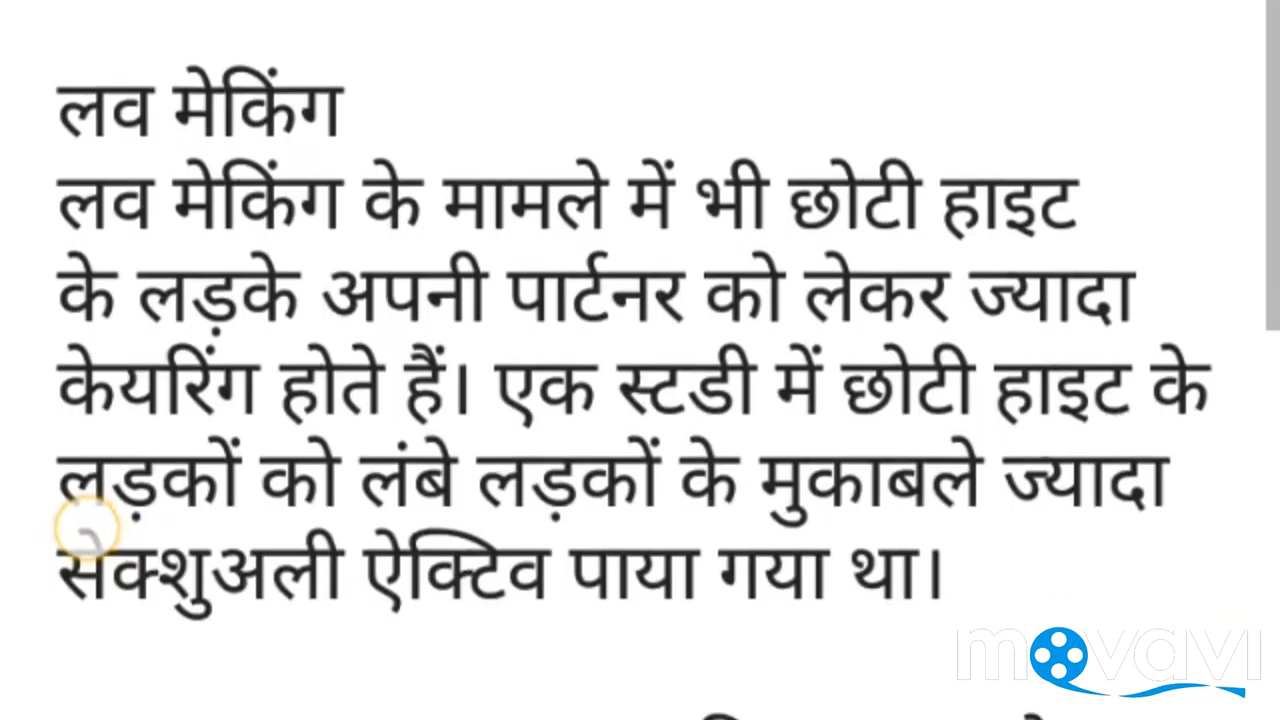 लव मेकिंग
लव मेकिंग के मामले में भी छोटी हाइट
के लड़के अपनी पार्टनर को लेकर ज्यादा
केयरिंग होते हैं। एक स्टडी में छोटी हाइट के
लड़कों को लंबे लड़कों के मुकाबले ज्यादा
सेक्शुअली ऐक्टिव पाया गया था।
movavi